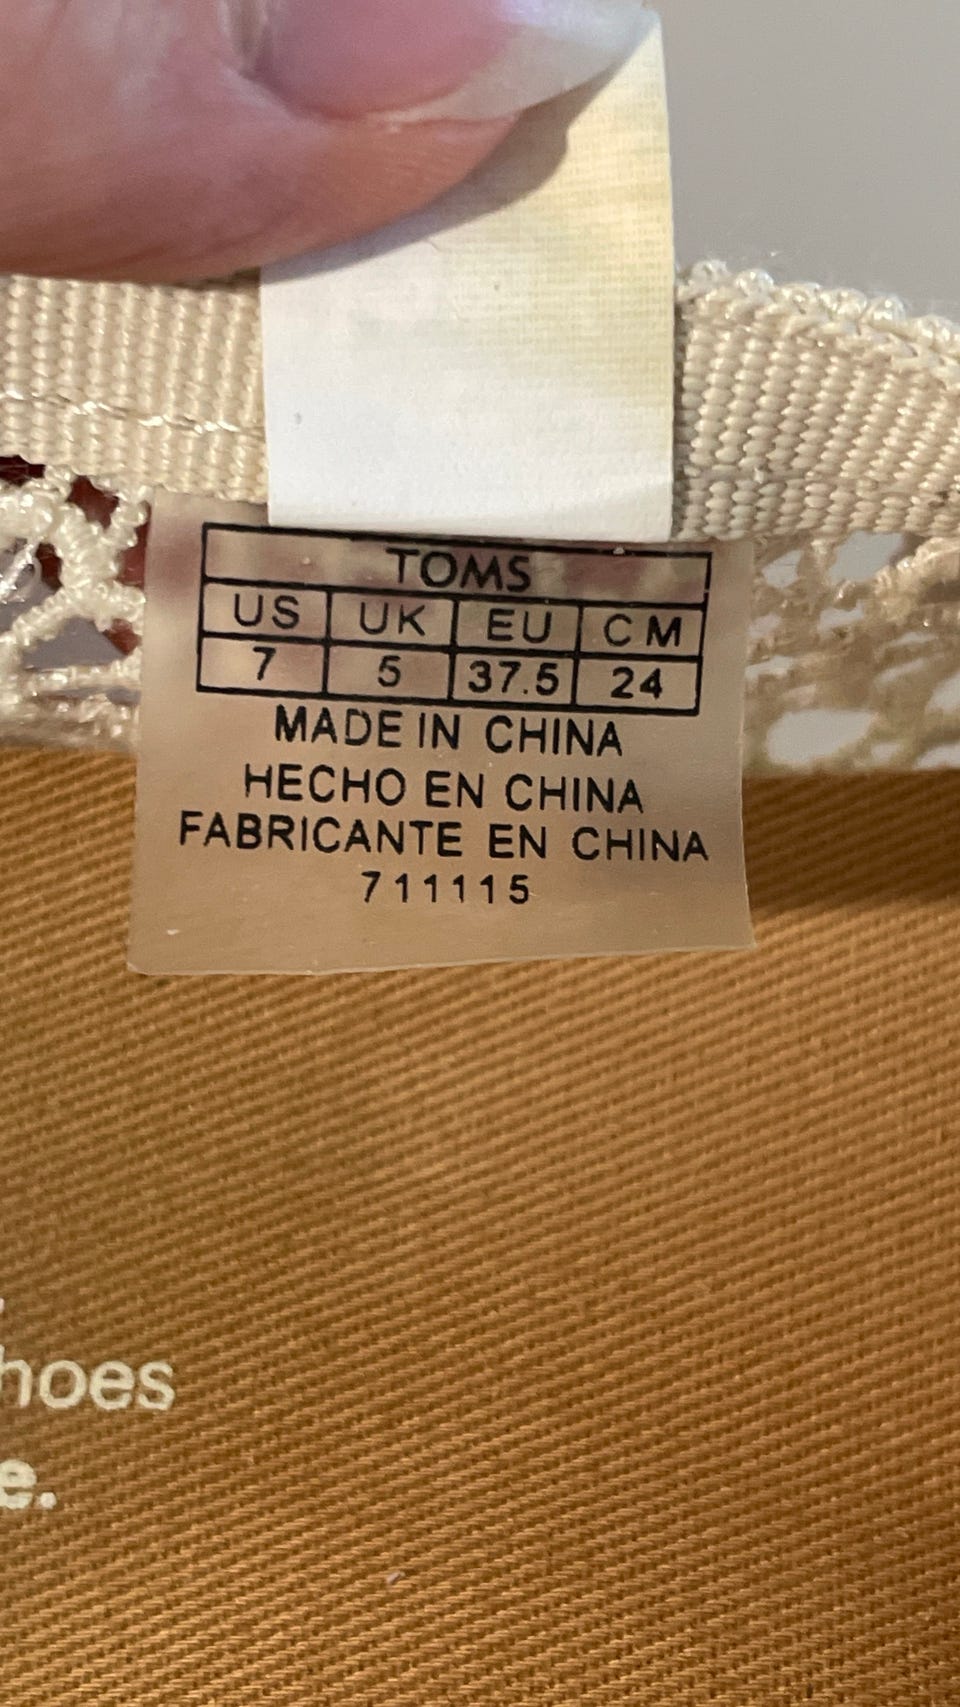 TOMS
US UK EU CM
7 5 37.5 24
MADE IN CHINA
HECHO EN CHINA
FABRICANTE EN CHINA
711115
hoes
e.